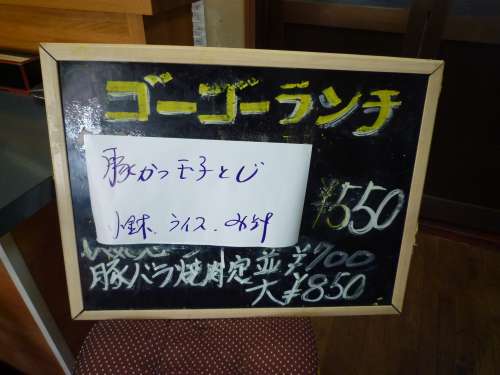 ゴーゴーランチ
豚かつ玉子とじ
¥550
小鉢.ライス.みそ汁
豚バラ焼肉定 並 ¥700
大 ¥850